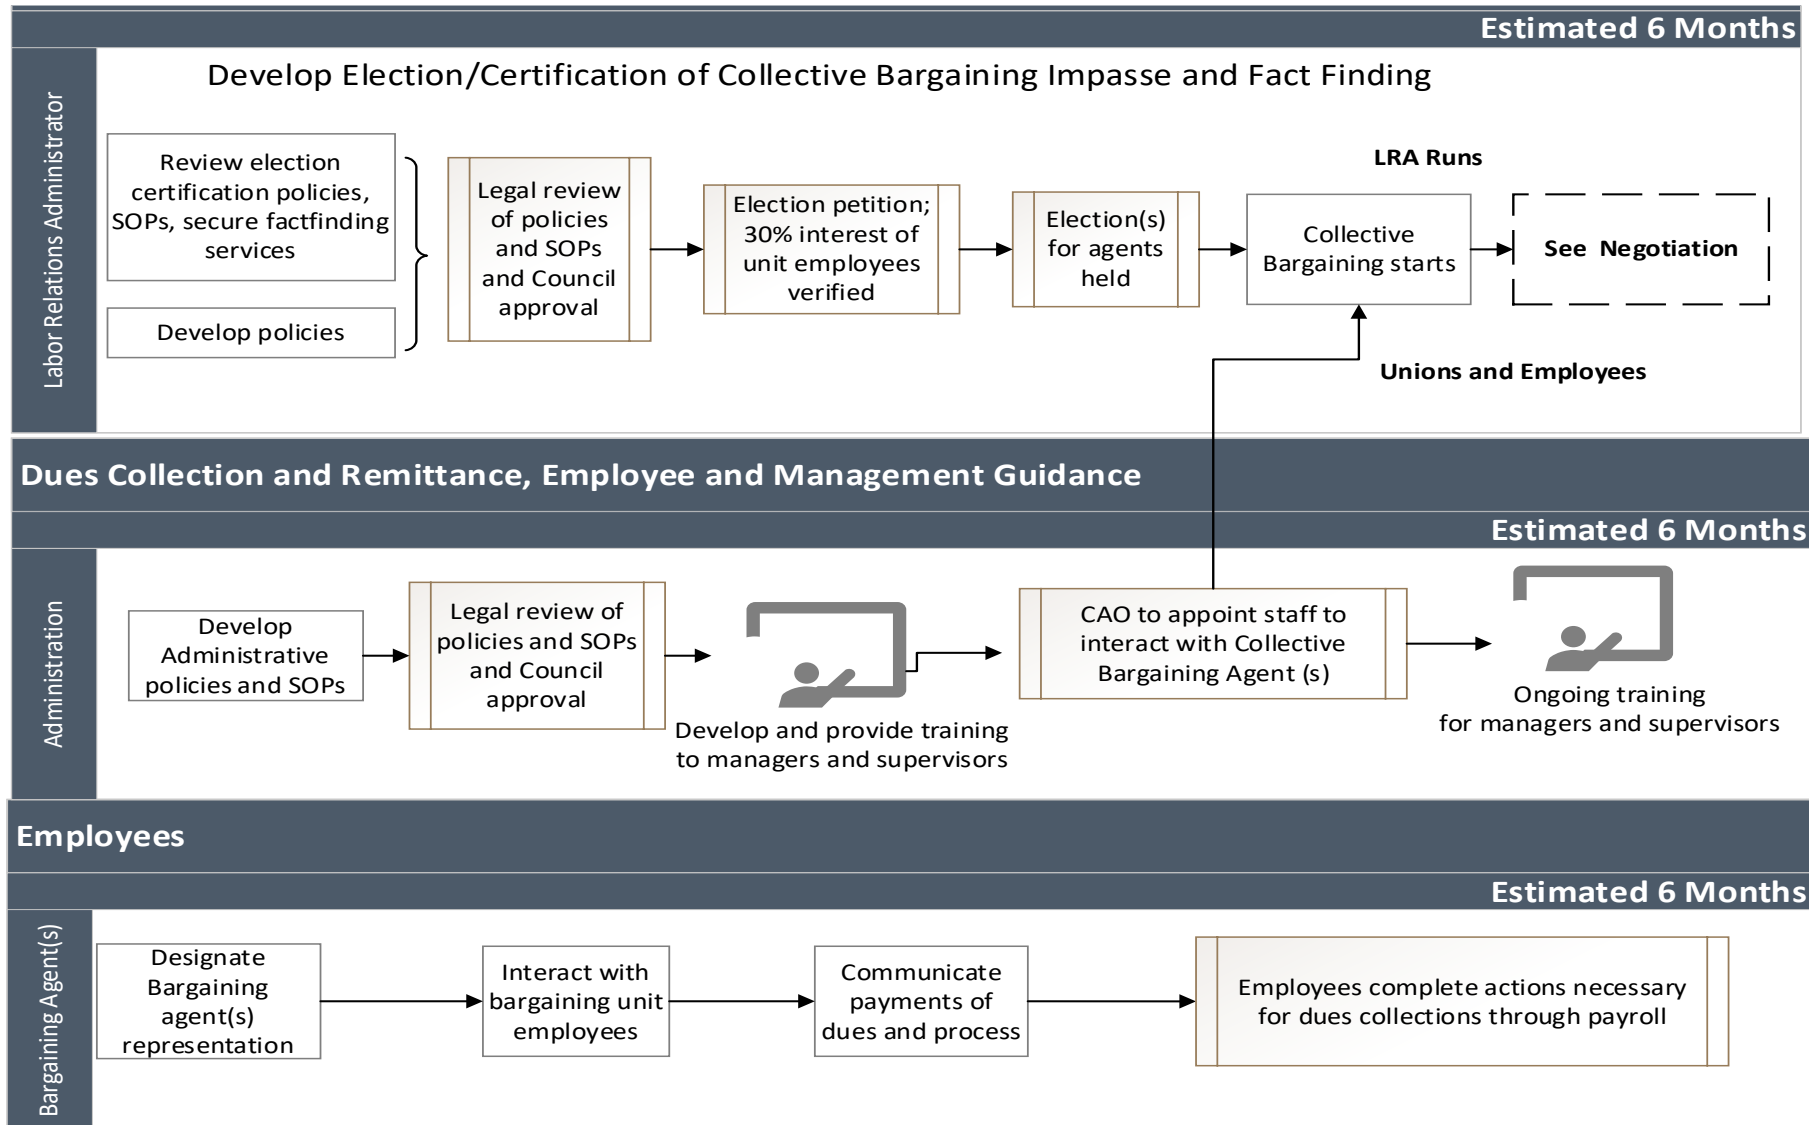 Estimated 6 Months
Labor Relations Administrator
Develop Election/Certification of Collective Bargaining Impasse and Fact Finding
Review election
certification policies,
SOPs, secure factfinding
services
Develop policies
Legal review
of policies
and SOPs
and Council
approval
Election petition;
30% interest of
unit employees
verified
Election(s)
for agents
held
LRA Runs
Collective
Bargaining starts
See Negotiation
Unions and Employees
Dues Collection and Remittance, Employee and Management Guidance
Estimated 6 Months
Administration
Develop
Administrative
policies and SOPs
Legal review of
policies and SOPs
and Council
approval
Develop and provide training
to managers and supervisors
CAO to appoint staff to
interact with Collective
Bargaining Agent (s)
Ongoing training
for managers and supervisors
Employees
Estimated 6 Months
Bargaining Agent(s)
Designate
Bargaining
agent(s)
representation
Interact with
bargaining unit
employees
Communicate
payments of
dues and process
Employees complete actions necessary
for dues collections through payroll